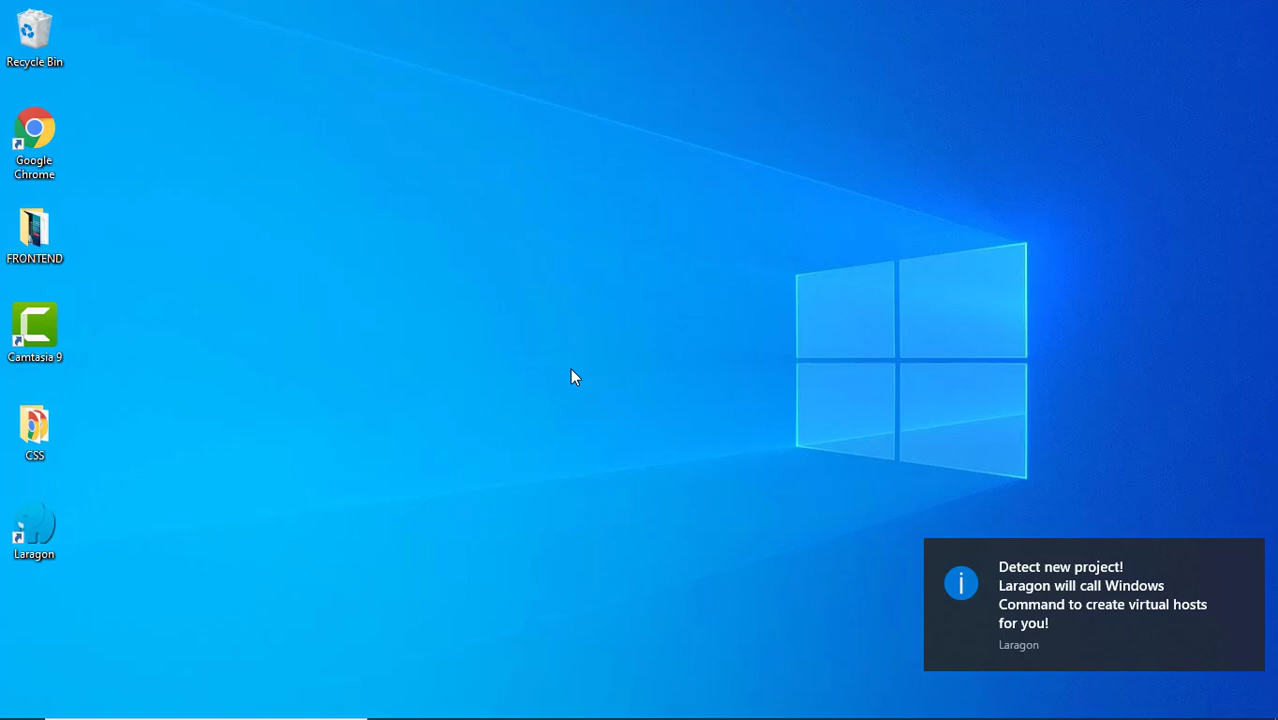 Recycle Bin
Google
Chrome
FRONTEND
Camtasia 9
CSS
Laragon
Detect new project!
Laragon will call Windows
Command to create virtual hosts
for you!
Laragon